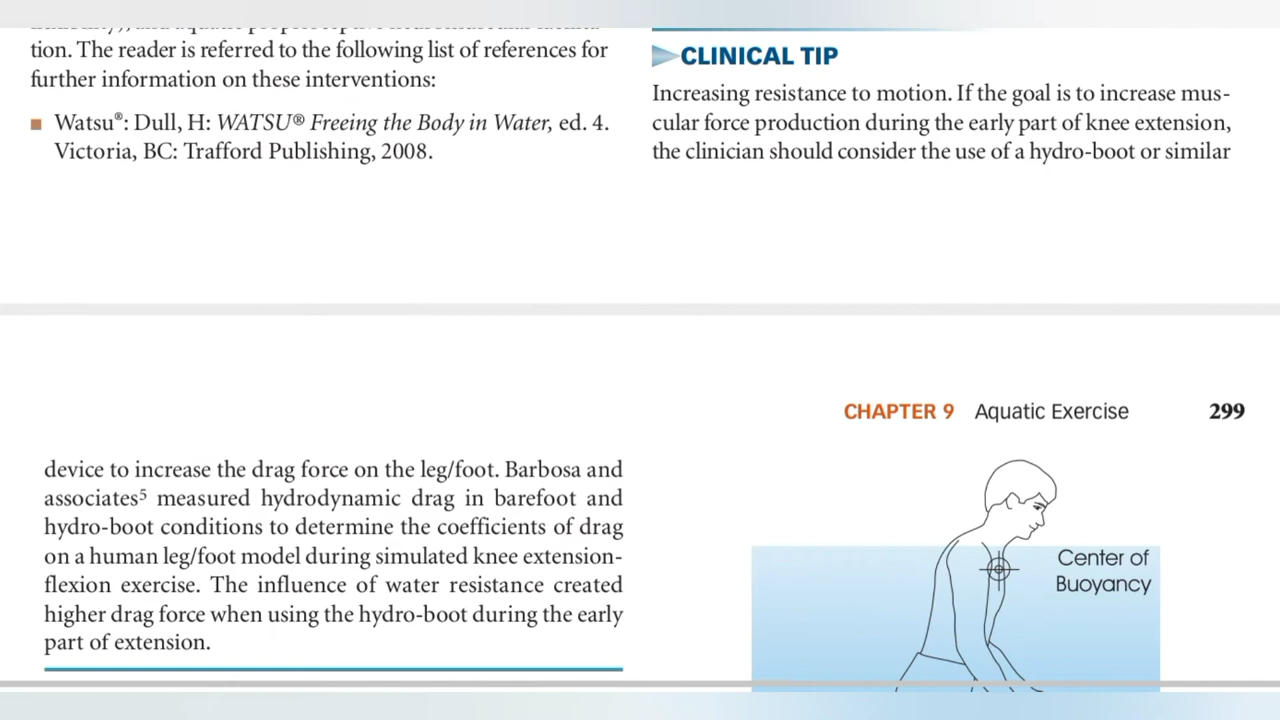 tion. The reader is referred to the following list of references for
further information on these interventions:
■ Watsu®: Dull, H: WATSU® Freeing the Body in Water, ed. 4.
Victoria, BC: Trafford Publishing, 2008.
CLINICAL TIP
Increasing resistance to motion. If the goal is to increase mus-
cular force production during the early part of knee extension,
the clinician should consider the use of a hydro-boot or similar
CHAPTER 9 Aquatic Exercise 299
device to increase the drag force on the leg/foot. Barbosa and
associates⁵ measured hydrodynamic drag in barefoot and
hydro-boot conditions to determine the coefficients of drag
on a human leg/foot model during simulated knee extension-
flexion exercise. The influence of water resistance created
higher drag force when using the hydro-boot during the early
part of extension.
Center of
Buoyancy